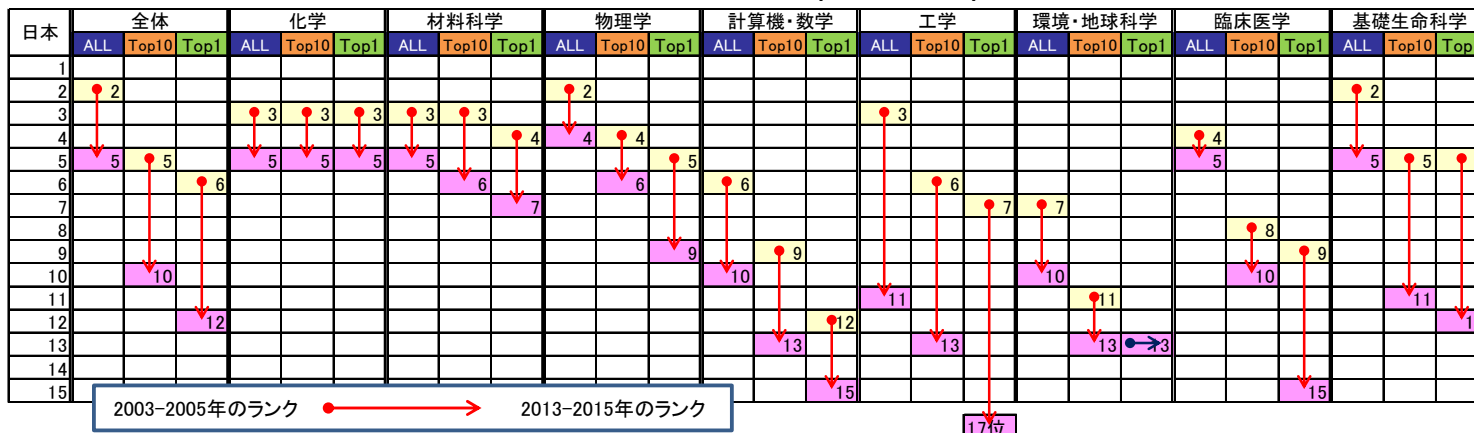 日本 全体 化学 材料科学 物理学 計算機・数学 工学 環境・地球科学 臨床医学 基礎生命科学
ALL Top10 Top1 ALL Top10 Top1 ALL Top10 Top1 ALL Top10 Top1 ALL Top10 Top1 ALL Top10 Top1 ALL Top10 Top1 ALL Top10 Top1 ALL Top10
1
2 2 2 2
3 3 3 3 3 3 3
4 4 4 4 4
5 5 5 5 5 5 5 5 5 5 5
6 6 6 6 6 6
7 7 7 7
8 8
9 9 9 9
10 10 10 10 10
11 11 11 11
12 12 12
13 13 13 13
14
15 15 15
2003-2005年のランク 2013-2015年のランク
17位